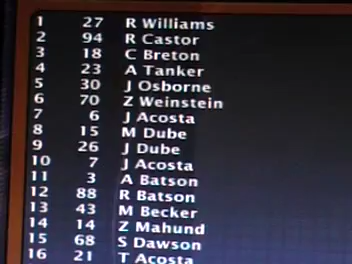 1 27 R Williams
2 94 R Castor
3 18 C Breton
4 23 A Tanker
5 30 J Osborne
6 70 Z Weinstein
7 6 J Acosta
8 15 M Dube
9 26 J Dube
10 7 J Acosta
11 3 A Batson
12 88 R Batson
13 43 M Becker
14 14 Z Mahund
15 68 S Dawson
16 21 T Acosta